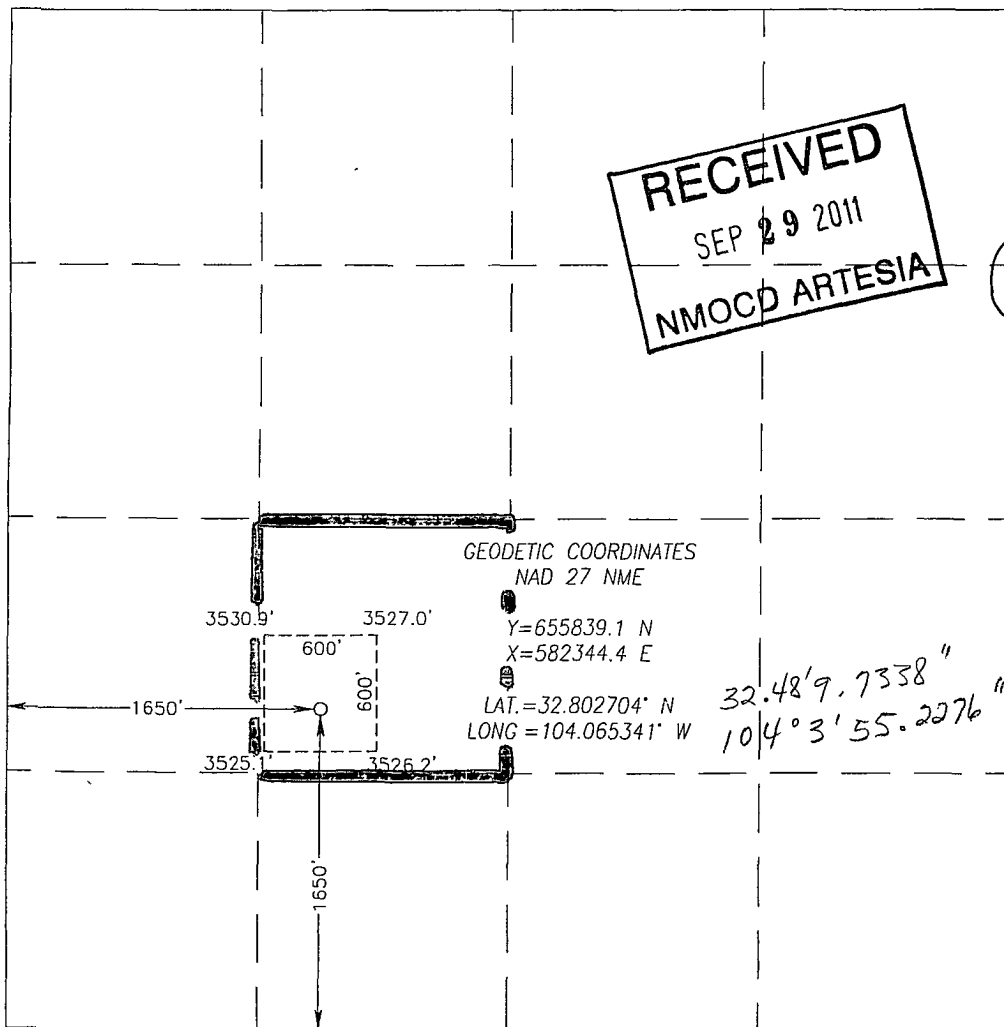 RECEIVED
SEP 29 2011
NMOCD ARTESIA
GEODETIC COORDINATES
NAD 27 NME
3530.9' 3527.0'
600'
Y=655839.1 N
X=582344.4 E
600'
1650'
LAT.=32.802704° N
LONG =104.065341° W
32.48'9.7338"
104°3'55.2276"
3525.1' 3526.2'
1650'